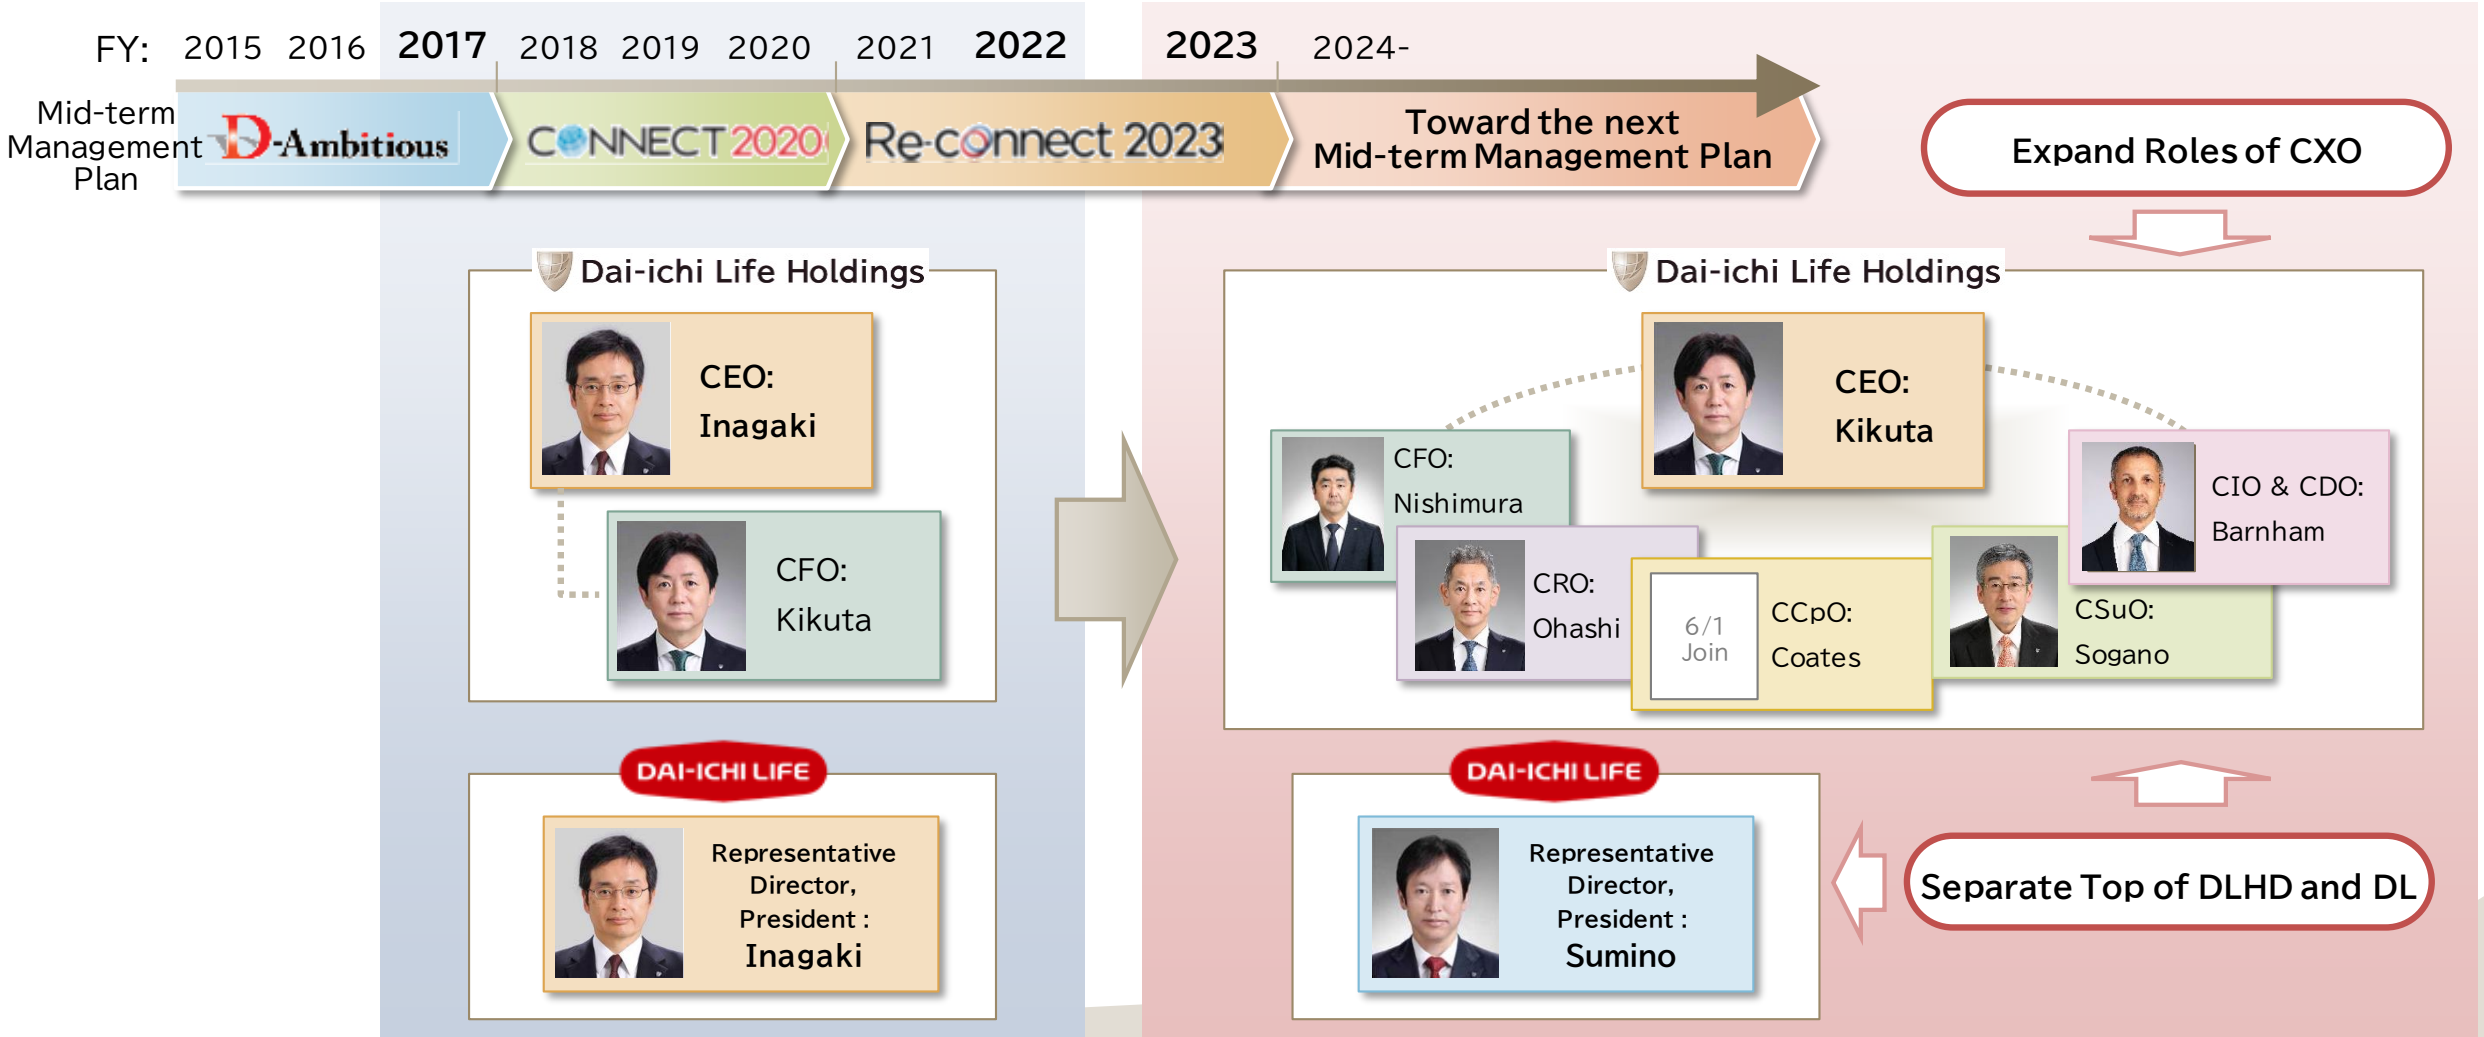 FY: 2015 2016 2017 2018 2019 2020 2021 2022 2023 2024-
Mid-term
Management
Plan
D-Ambitious
CONNECT 2020
Re-connect 2023
Toward the next
Mid-term Management Plan
Expand Roles of CXO
Dai-ichi Life Holdings
CEO:
Inagaki
CFO:
Kikuta
DAI-ICHI LIFE
Representative
Director,
President :
Inagaki
Dai-ichi Life Holdings
CEO:
Kikuta
CFO:
Nishimura
CRO:
Ohashi
6/1
Join
CCpO:
Coates
CSuO:
Sogano
CIO & CDO:
Barnham
DAI-ICHI LIFE
Representative
Director,
President :
Sumino
Separate Top of DLHD and DL